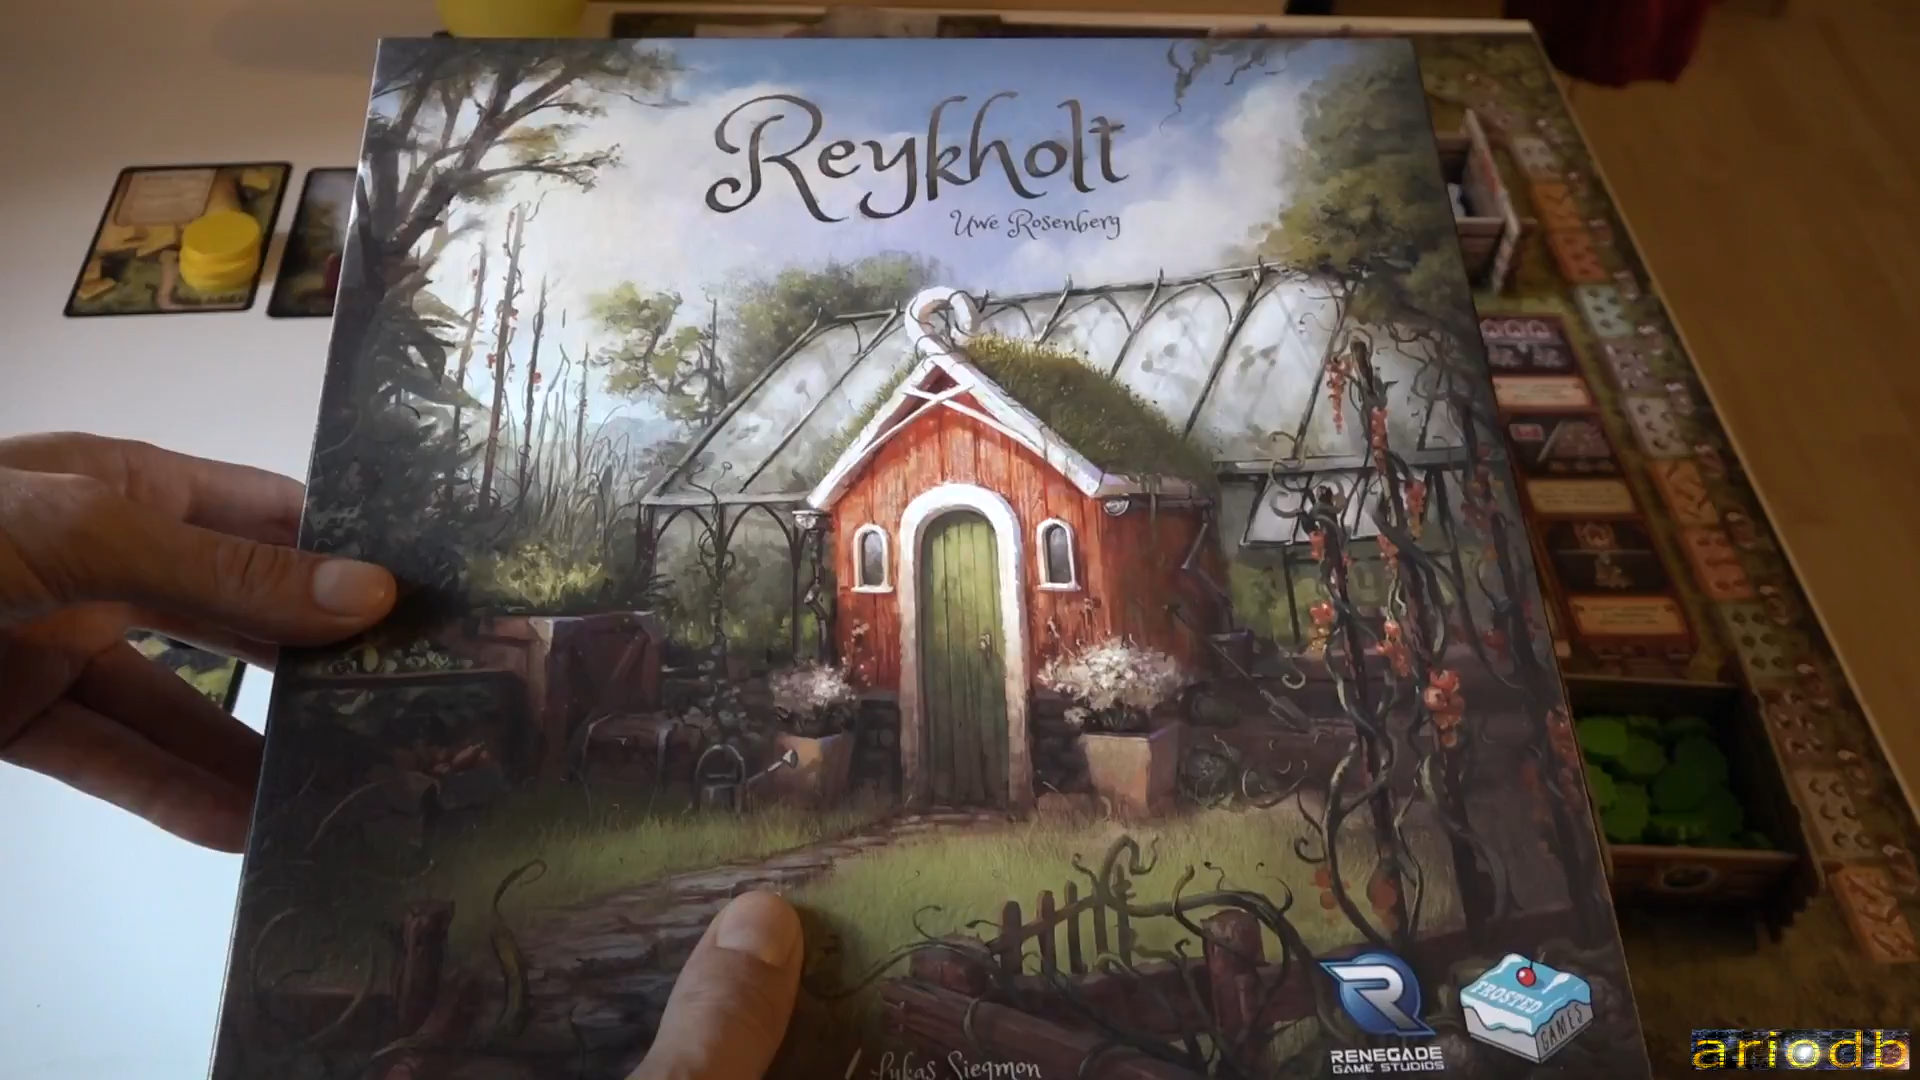 Reykholt
Uwe Rosenberg
Lukas Siegmon
RENEGADE
GAME STUDIOS
FROSTED
GAMES
ariodb